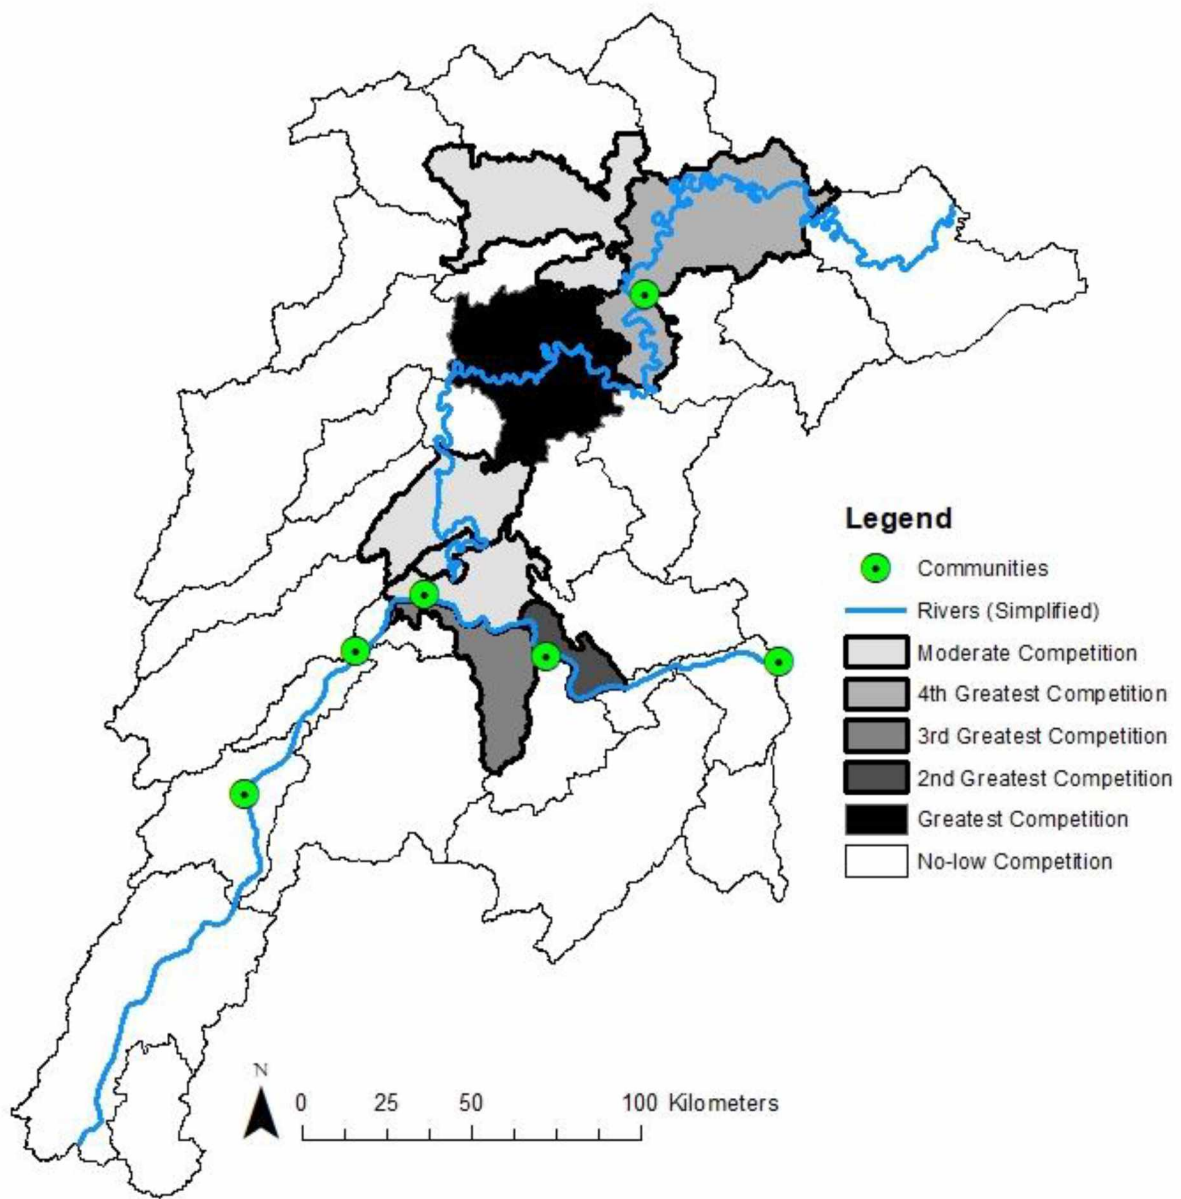 Legend
Communities
Rivers (Simplified)
Moderate Competition
4th Greatest Competition
3rd Greatest Competition
2nd Greatest Competition
Greatest Competition
No-low Competition
N
0 25 50 100 Kilometers